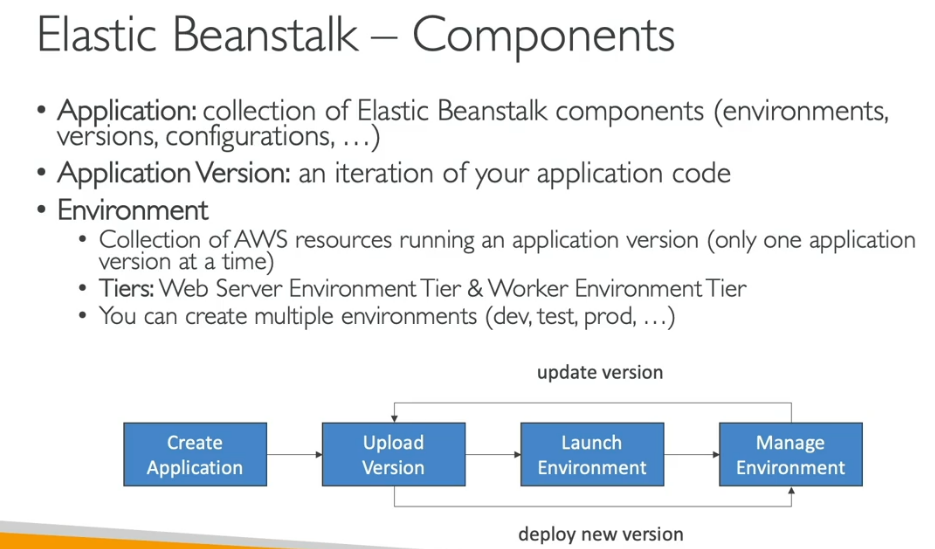 Elastic Beanstalk – Components
• Application: collection of Elastic Beanstalk components (environments,
versions, configurations, …)
• Application Version: an iteration of your application code
• Environment
• Collection of AWS resources running an application version (only one application
version at a time)
• Tiers: Web Server Environment Tier & Worker Environment Tier
• You can create multiple environments (dev, test, prod, …)
update version
Create
Application
Upload
Version
Launch
Environment
Manage
Environment
deploy new version